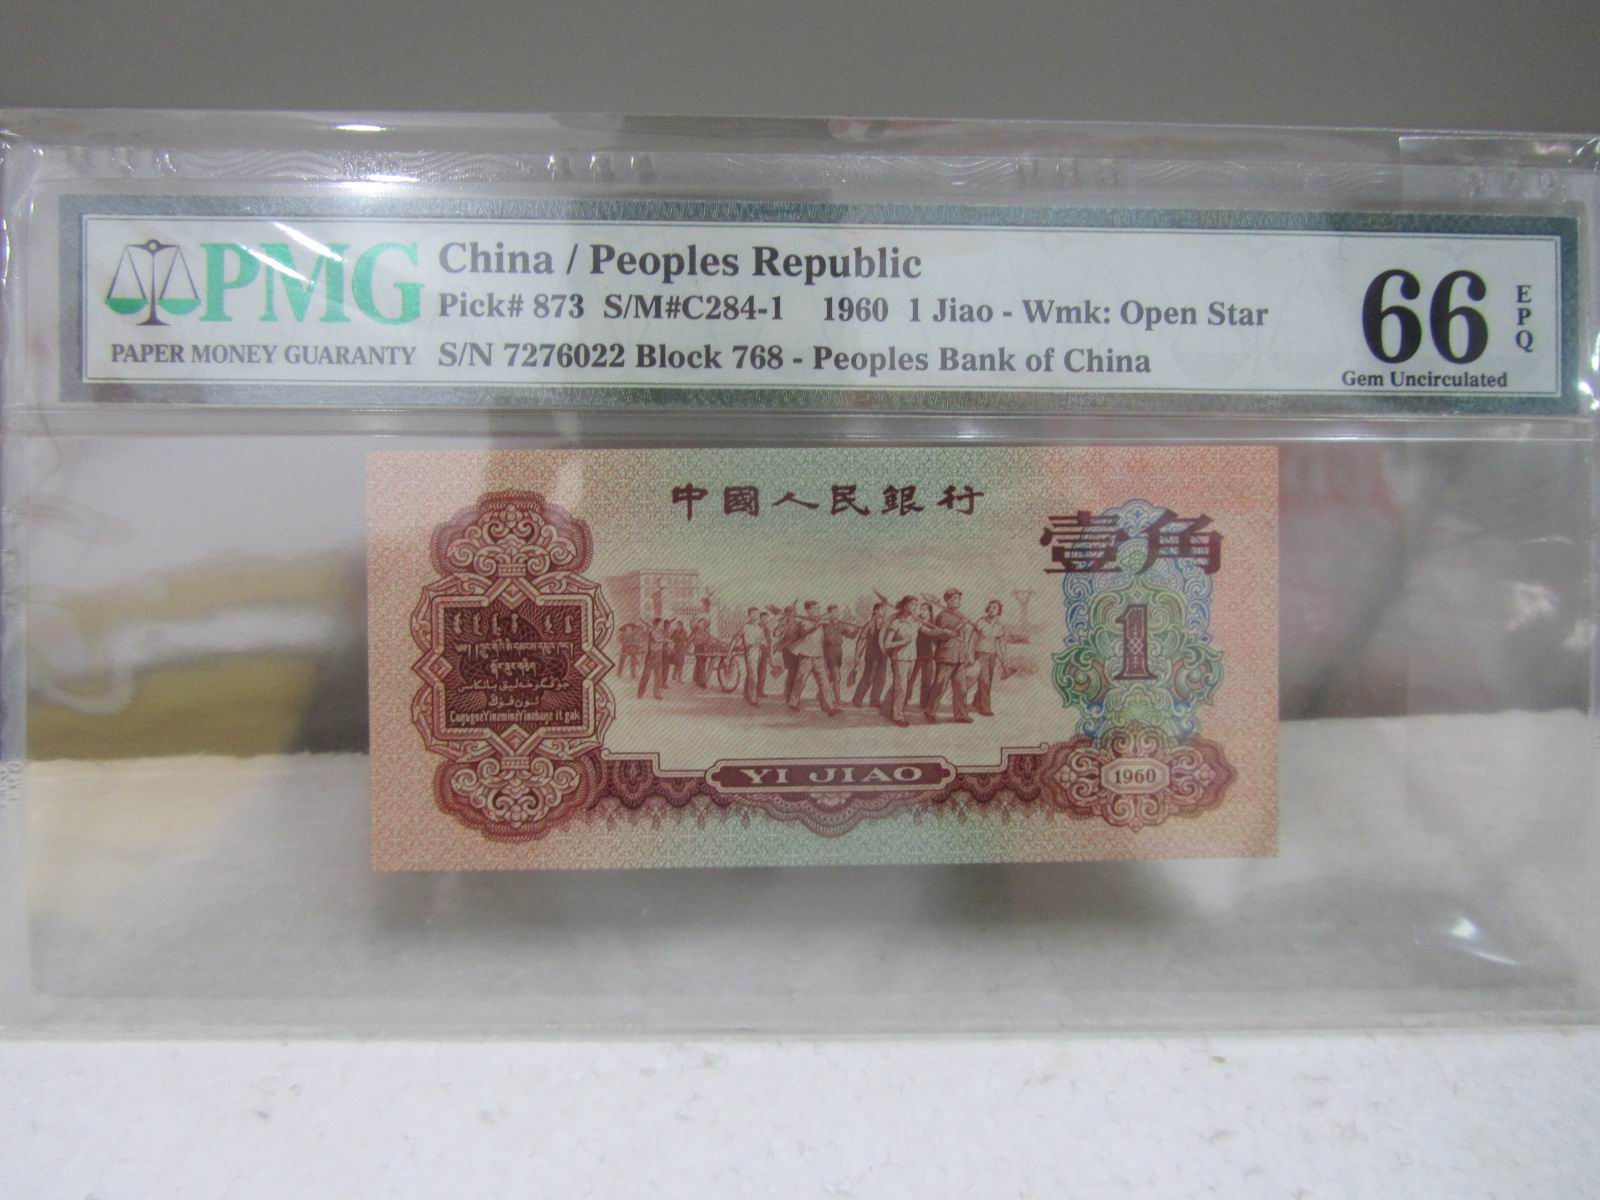 PMG
PAPER MONEY GUARANTY
China / Peoples Republic
Pick# 873 S/M#C284-1 1960 1 Jiao - Wmk: Open Star
S/N 7276022 Block 768 - Peoples Bank of China
66
EPQ
Gem Uncirculated
中國人民銀行
壹角
1
YI JIAO
1960